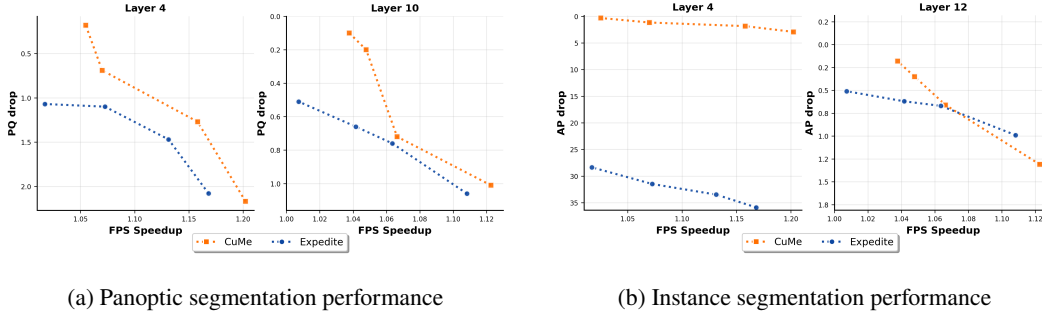 Layer 4
Layer 10
Layer 4
Layer 12
PQ drop
0.5
1.0
1.5
2.0
1.05
1.10
1.15
1.20
FPS Speedup
PQ drop
0.0
0.2
0.4
0.6
0.8
1.0
1.00
1.02
1.04
1.06
1.08
1.10
1.12
FPS Speedup
CuMe
Expedite
AP drop
0
5
10
15
20
25
30
35
1.05
1.10
1.15
1.20
FPS Speedup
AP drop
0.2
0.0
0.2
0.5
0.8
1.0
1.2
1.5
1.8
1.00
1.02
1.04
1.06
1.08
1.10
1.12
FPS Speedup
CuMe
Expedite
(a) Panoptic segmentation performance
(b) Instance segmentation performance